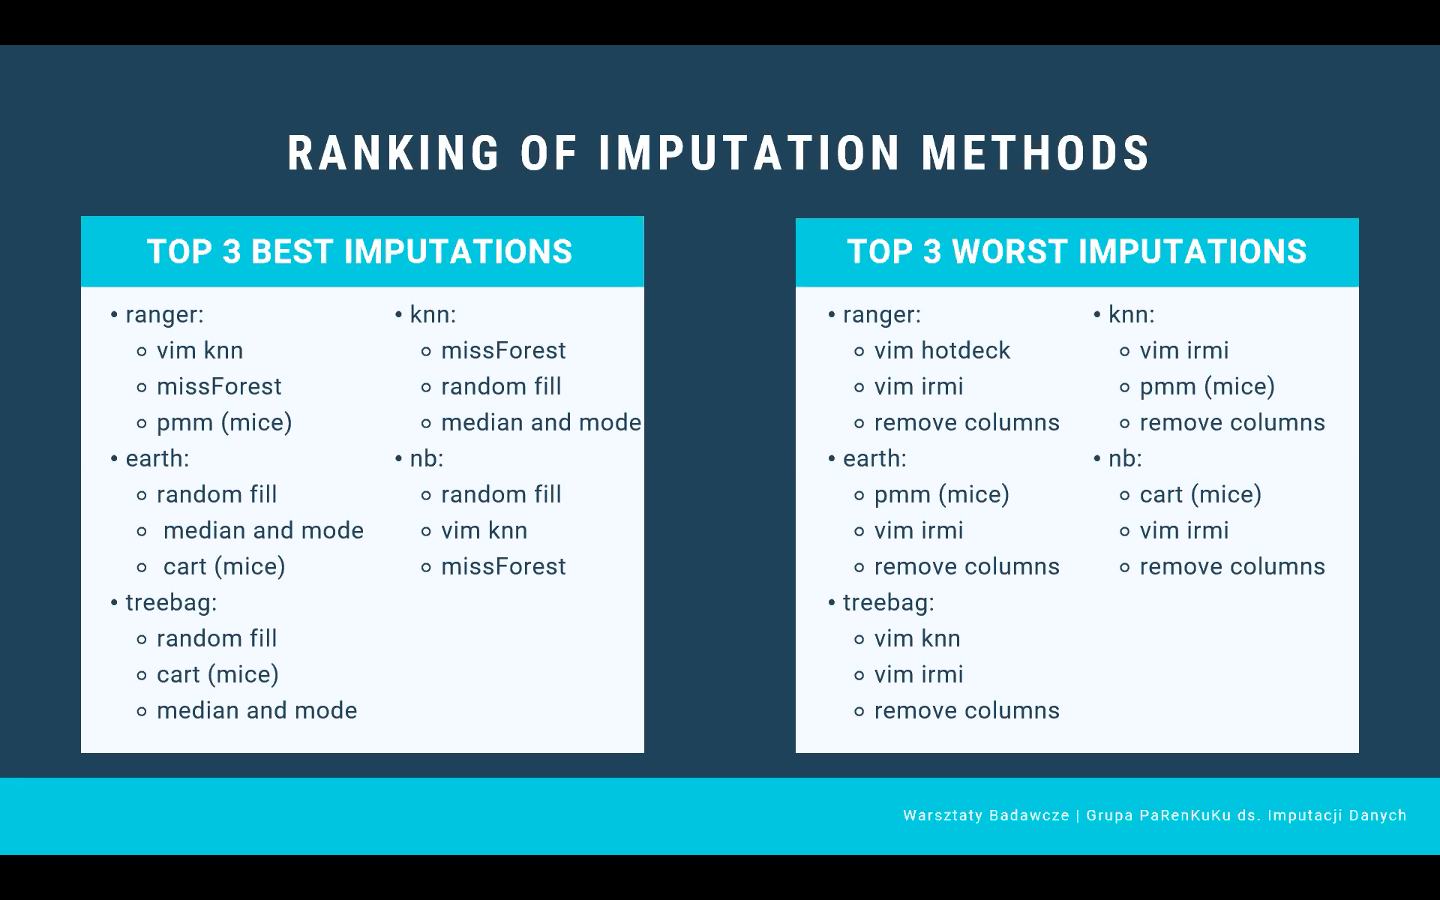 RANKING OF IMPUTATION METHODS
TOP 3 BEST IMPUTATIONS
• ranger:
◦ vim knn
◦ missForest
◦ pmm (mice)
• earth:
◦ random fill
◦ median and mode
◦ cart (mice)
• treebag:
◦ random fill
◦ cart (mice)
◦ median and mode
• knn:
◦ missForest
◦ random fill
◦ median and mode
• nb:
◦ random fill
◦ vim knn
◦ missForest
TOP 3 WORST IMPUTATIONS
• ranger:
◦ vim hotdeck
◦ vim irmi
◦ remove columns
• earth:
◦ pmm (mice)
◦ vim irmi
◦ remove columns
• treebag:
◦ vim knn
◦ vim irmi
◦ remove columns
• knn:
◦ vim irmi
◦ pmm (mice)
◦ remove columns
• nb:
◦ cart (mice)
◦ vim irmi
◦ remove columns
Warsztaty Badawcze | Grupa PaRenKuKu ds. Imputacji Danych